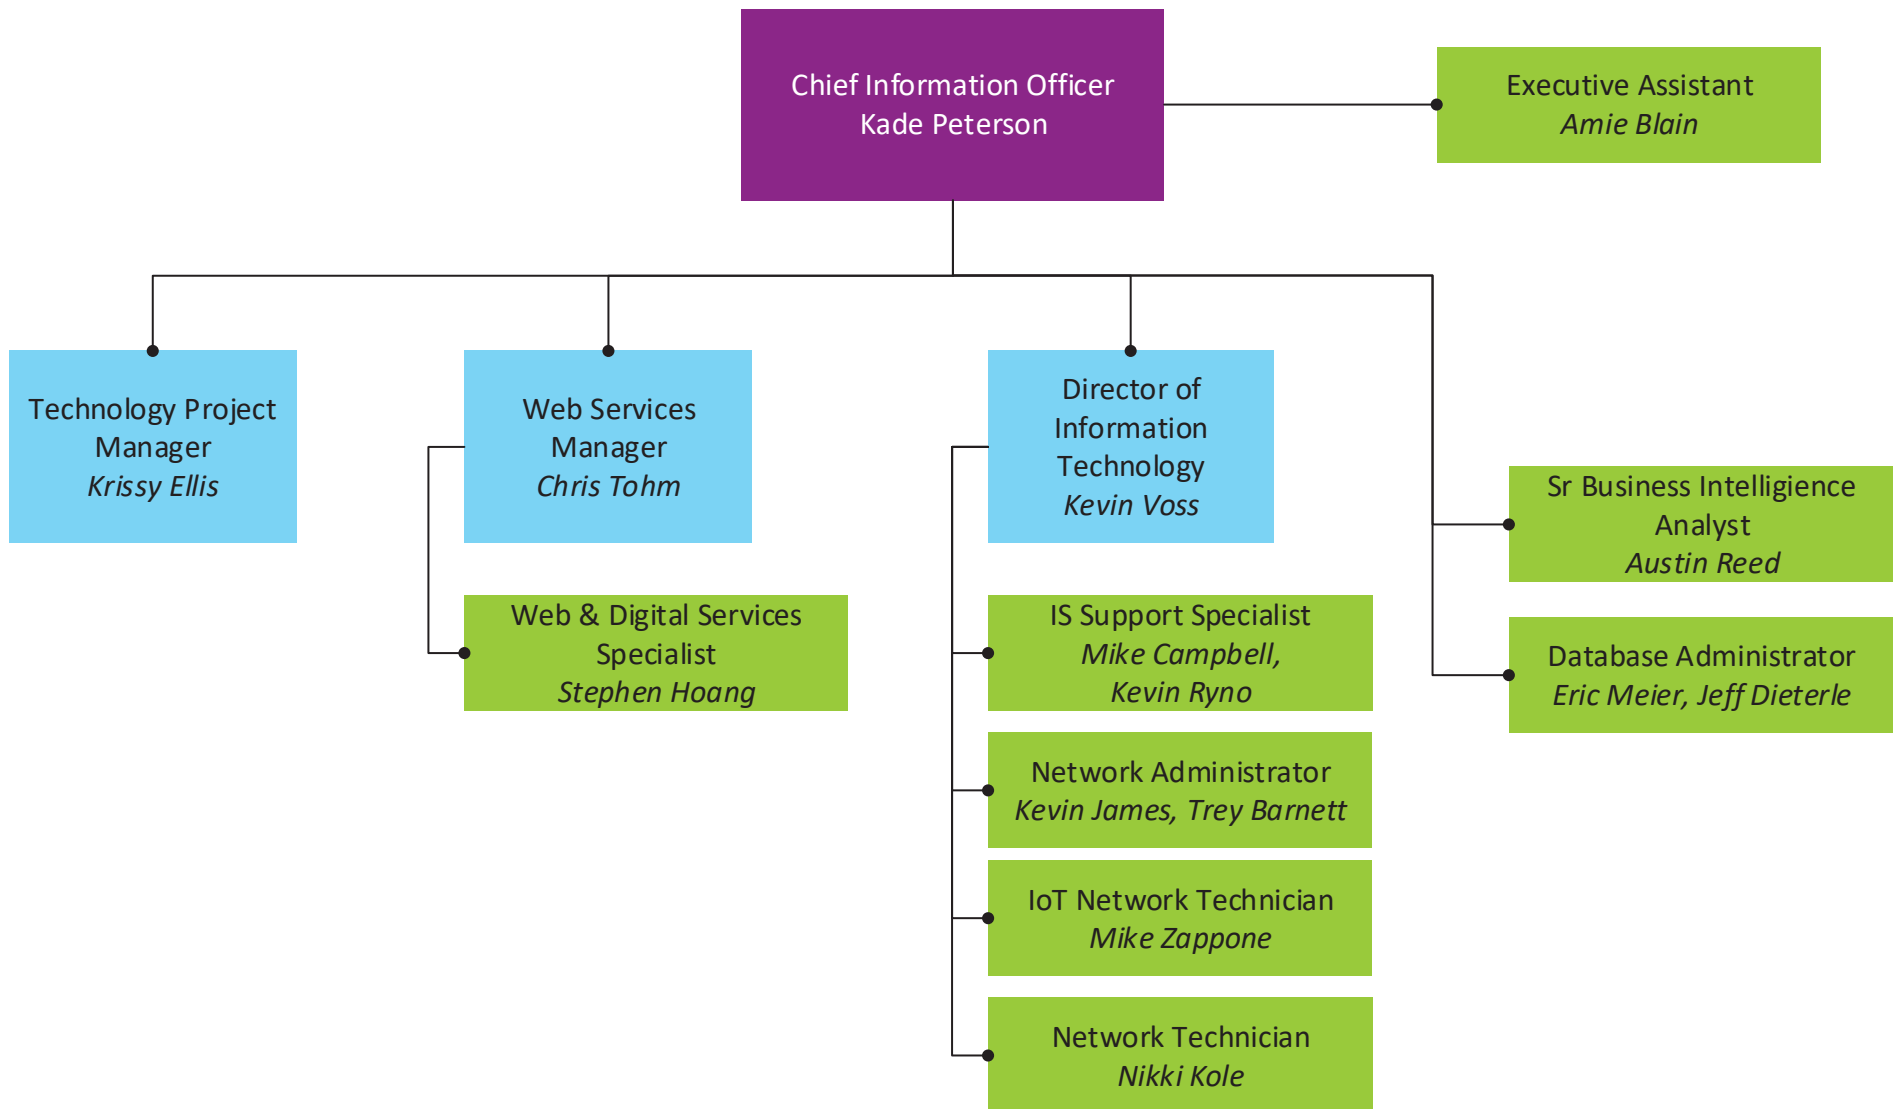 Chief Information Officer
Kade Peterson
Executive Assistant
Amie Blain
Technology Project
Manager
Krissy Ellis
Web Services
Manager
Chris Tohm
Director of
Information
Technology
Kevin Voss
Sr Business Intelligience
Analyst
Austin Reed
Web & Digital Services
Specialist
Stephen Hoang
IS Support Specialist
Mike Campbell,
Kevin Ryno
Database Administrator
Eric Meier, Jeff Dieterle
Network Administrator
Kevin James, Trey Barnett
IoT Network Technician
Mike Zappone
Network Technician
Nikki Kole